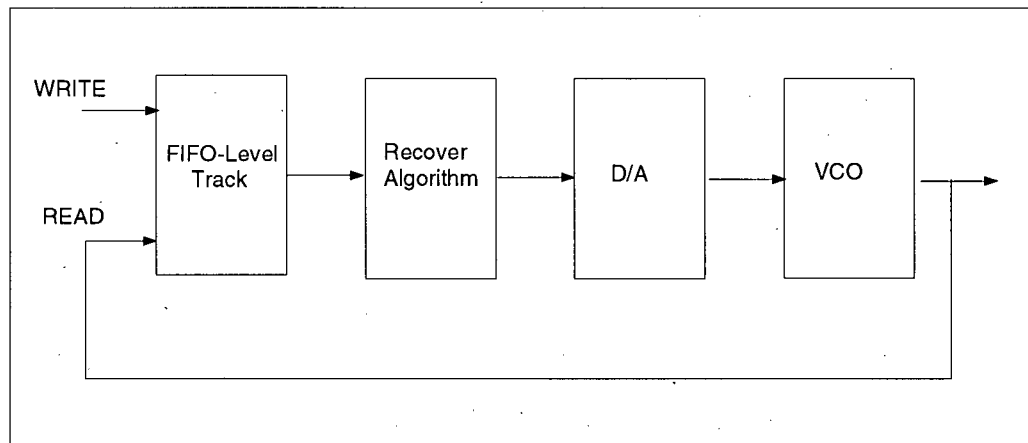 WRITE
FIFO-Level
Track
READ
Recover
Algorithm
D/A
VCO